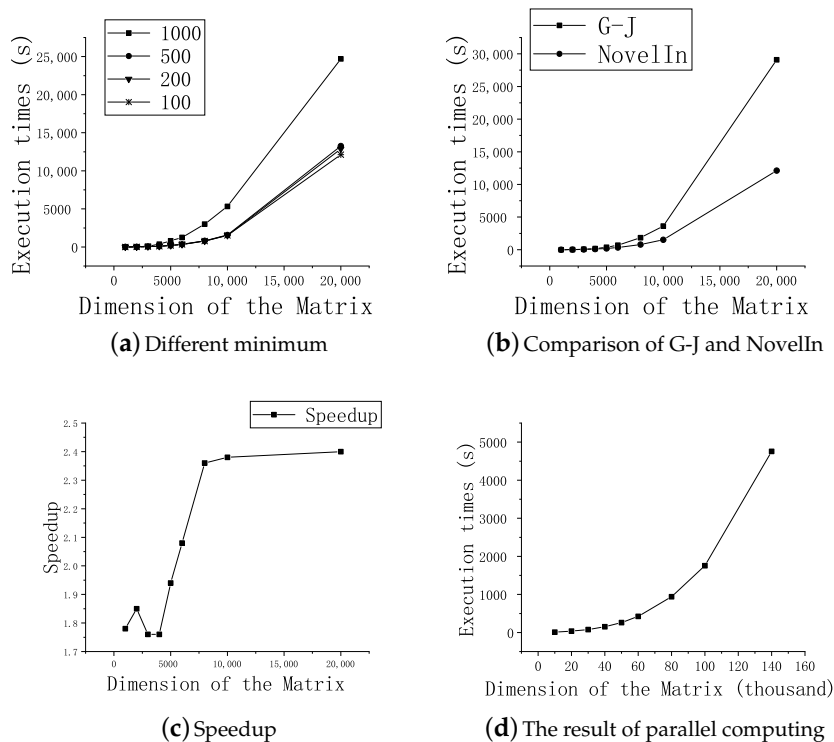 1000
500
200
100
Execution times (s)
25,000
20,000
15,000
10,000
5000
0
0 5000 10,000 15,000 20,000
Dimension of the Matrix
(a) Different minimum
G-J
NovelIn
Execution times (s)
30,000
25,000
20,000
15,000
10,000
5000
0
0 5000 10,000 15,000 20,000
Dimension of the Matrix
(b) Comparison of G-J and NovelIn
Speedup
Speedup
2.5
2.4
2.3
2.2
2.1
2.0
1.9
1.8
1.7
0 5000 10,000 15,000 20,000
Dimension of the Matrix
(c) Speedup
Execution times (s)
5000
4000
3000
2000
1000
0
0 20 40 60 80 100 120 140 160
Dimension of the Matrix (thousand)
(d) The result of parallel computing